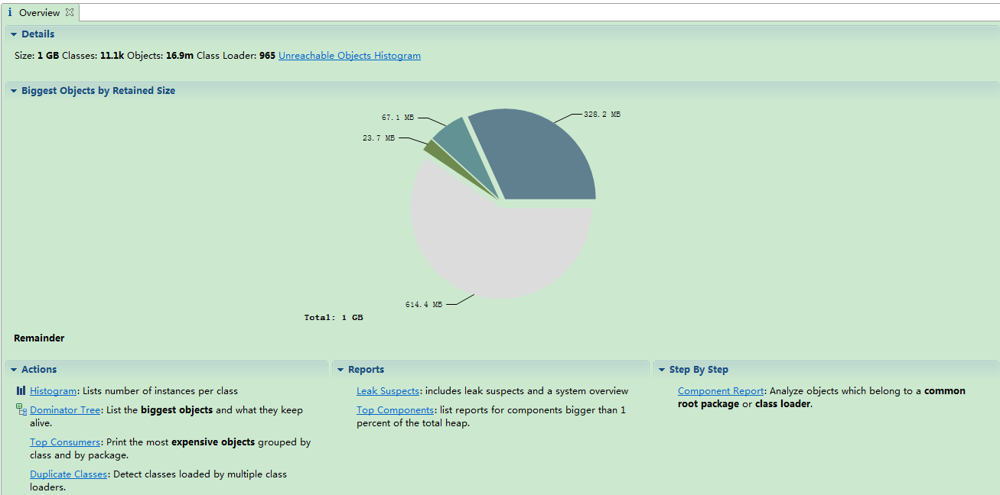 Overview
Details
Size: 1 GB Classes: 11.1k Objects: 16.9m Class Loader: 965 Unreachable Objects Histogram
Biggest Objects by Retained Size
67.1 MB
328.2 MB
23.7 MB
614.4 MB
Total: 1 GB
Remainder
Actions
Histogram: Lists number of instances per class
Dominator Tree: List the biggest objects and what they keep
alive.
Top Consumers: Print the most expensive objects grouped by
class and by package.
Duplicate Classes: Detect classes loaded by multiple class
loaders.
Reports
Leak Suspects: includes leak suspects and a system overview
Top Components: list reports for components bigger than 1
percent of the total heap.
Step By Step
Component Report: Analyze objects which belong to a common
root package or class loader.